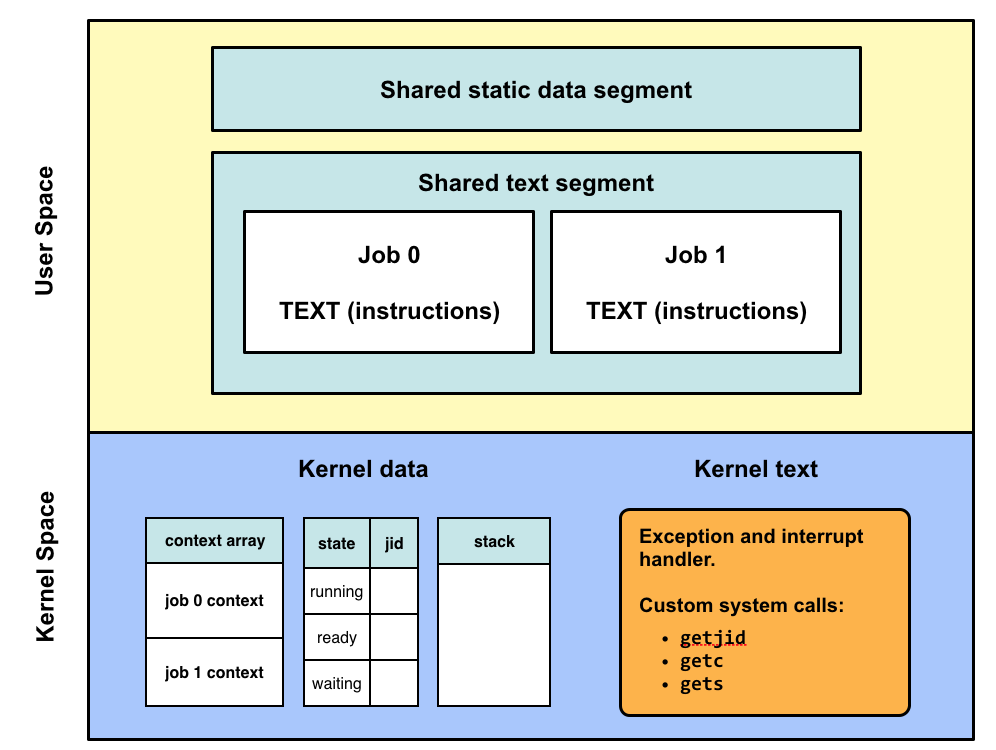 User Space
Shared static data segment
Shared text segment
Job 0
TEXT (instructions)
Job 1
TEXT (instructions)
Kernel Space
Kernel data
context array
job 0 context
job 1 context
state jid
running
ready
waiting
stack
Kernel text
Exception and interrupt
handler.
Custom system calls:
• getjid
• getc
• gets